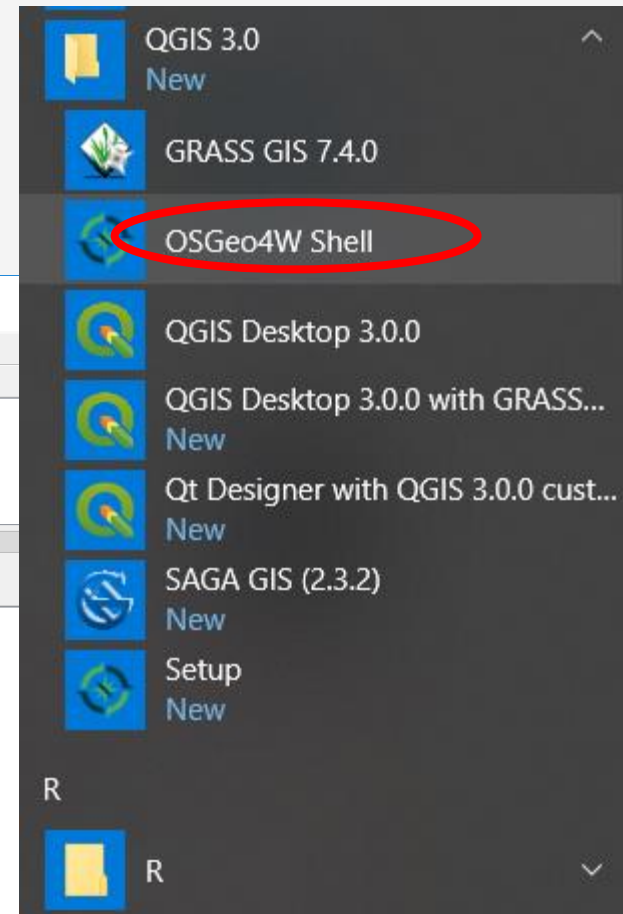 QGIS 3.0
New
GRASS GIS 7.4.0
OSGeo4W Shell
QGIS Desktop 3.0.0
QGIS Desktop 3.0.0 with GRASS...
New
Qt Designer with QGIS 3.0.0 cust...
New
SAGA GIS (2.3.2)
New
Setup
New
R
R